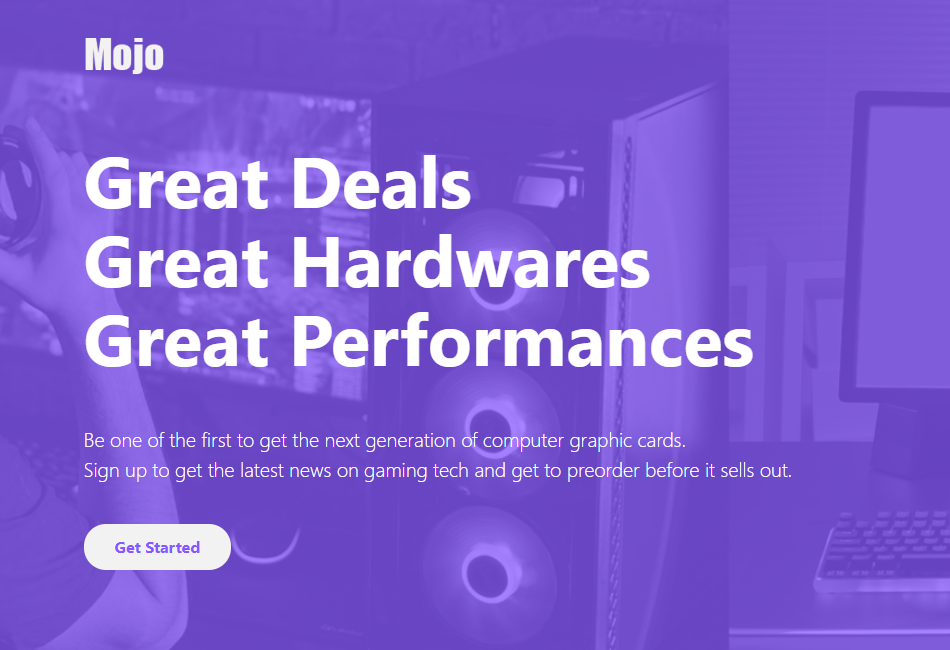 Mojo
Great Deals
Great Hardwares
Great Performances
Be one of the first to get the next generation of computer graphic cards.
Sign up to get the latest news on gaming tech and get to preorder before it sells out.
Get Started